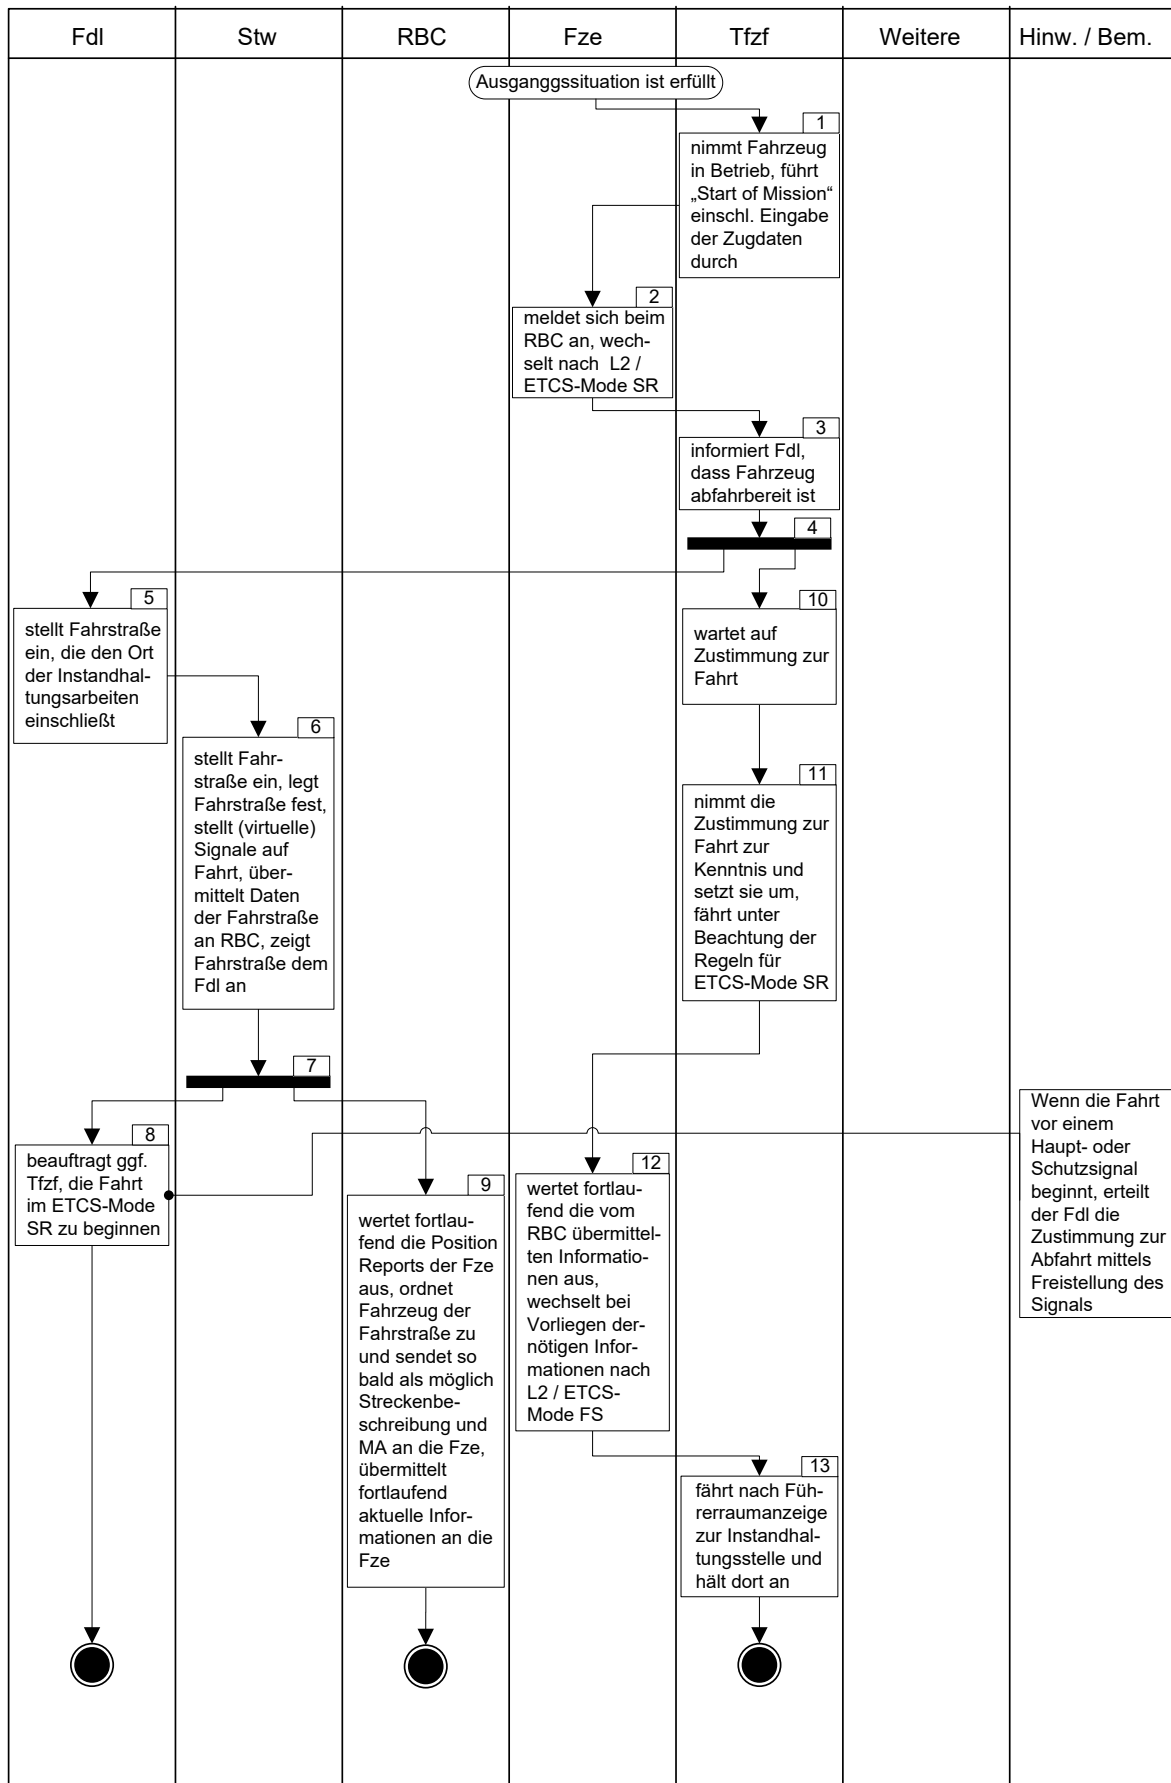 Fdl
Stw
RBC
Fze
Tfzf
Weitere
Hinw. / Bem.
Ausganggssituation ist erfüllt
1
nimmt Fahrzeug
in Betrieb, führt
„Start of Mission“
einschl. Eingabe
der Zugdaten
durch
2
meldet sich beim
RBC an, wech-
selt nach L2 /
ETCS-Mode SR
3
informiert Fdl,
dass Fahrzeug
abfahrbereit ist
4
5
stellt Fahrstraße
ein, die den Ort
der Instandhal-
tungsarbeiten
einschließt
6
stellt Fahr-
straße ein, legt
Fahrstraße fest,
stellt (virtuelle)
Signale auf
Fahrt, über-
mittelt Daten
der Fahrstraße
an RBC, zeigt
Fahrstraße dem
Fdl an
7
8
beauftragt ggf.
Tfzf, die Fahrt
im ETCS-Mode
SR zu beginnen
9
wertet fortlau-
fend die Position
Reports der Fze
aus, ordnet
Fahrzeug der
Fahrstraße zu
und sendet so
bald als möglich
Streckenbe-
schreibung und
MA an die Fze,
übermittelt
fortlaufend
aktuelle Infor-
mationen an die
Fze
10
wartet auf
Zustimmung zur
Fahrt
11
nimmt die
Zustimmung zur
Fahrt zur
Kenntnis und
setzt sie um,
fährt unter
Beachtung der
Regeln für
ETCS-Mode SR
12
wertet fortlau-
fend die vom
RBC übermittel-
ten Informatio-
nen aus,
wechselt bei
Vorliegen der-
nötigen Infor-
mationen nach
L2 / ETCS-
Mode FS
13
fährt nach Füh-
rerraumanzeige
zur Instandhal-
tungsstelle und
hält dort an
Wenn die Fahrt
vor einem
Haupt- oder
Schutzsignal
beginnt, erteilt
der Fdl die
Zustimmung zur
Abfahrt mittels
Freistellung des
Signals